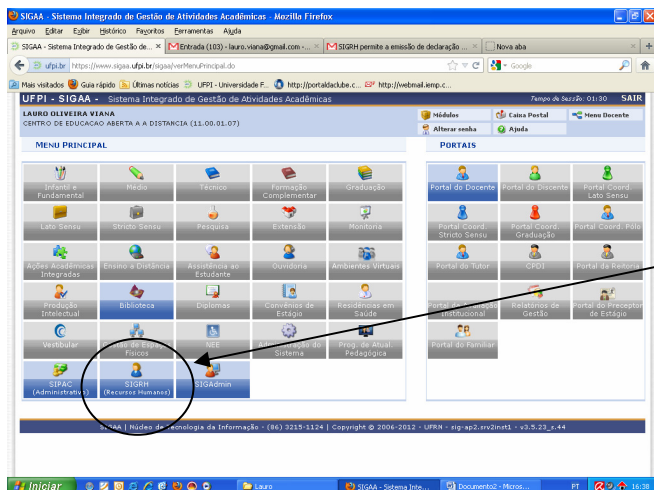 SIGAA - Sistema Integrado de Gestão de Atividades Acadêmicas - Mozilla Firefox
Arquivo Editar Exibir Histórico Favoritos Ferramentas Ajuda
SIGAA - Sistema Integrado de Gestão de... × Entrada (103) - lauro.viana@gmail.com - ... × SIGRH permite a emissão de declaração ... × Nova aba
ufpi.br https://www.sigaa.ufpi.br/sigaa/verMenuPrincipal.do Google
Mais visitados Guia rápido Últimas notícias UFPI - Universidade F... http://portaldaclube.c... http://webmail.iemp.c...
UFPI - SIGAA - Sistema Integrado de Gestão de Atividades Acadêmicas Tempo de Sessão: 01:30 SAIR
LAURO OLIVEIRA VIANA
CENTRO DE EDUCACAO ABERTA A A DISTANCIA (11.00.01.07)
Módulos Caixa Postal Menu Docente
Alterar senha Ajuda
MENU PRINCIPAL
Infantil e Fundamental
Médio
Técnico
Formação Complementar
Graduação
Lato Sensu
Stricto Sensu
Pesquisa
Extensão
Monitoria
Ações Acadêmicas Integradas
Ensino a Distância
Assistência ao Estudante
Ouvidoria
Ambientes Virtuais
Produção Intelectual
Biblioteca
Diplomas
Convênios de Estágio
Residências em Saúde
Vestibular
Gestão de Espaços Físicos
NEE
Administração do Sistema
Prog. de Atual. Pedagógica
SIPAC (Administrativo)
SIGRH (Recursos Humanos)
SIGAdmin
PORTAIS
Portal do Docente
Portal do Discente
Portal Coord. Lato Sensu
Portal Coord. Stricto Sensu
Portal Coord. Graduação
Portal Coord. Pólo
Portal do Tutor
CPDI
Portal da Reitoria
Portal da Avaliação Institucional
Relatórios de Gestão
Portal do Preceptor de Estágio
Portal do Familiar
SIGAA | Núcleo de Tecnologia da Informação - (86) 3215-1124 | Copyright © 2006-2012 - UFRN - sig-ap2.srv2inst1 - v3.5.23_s.44
Iniciar Lauro SIGAA - Sistema Inte... Documento2 - Micros... PT 16:38